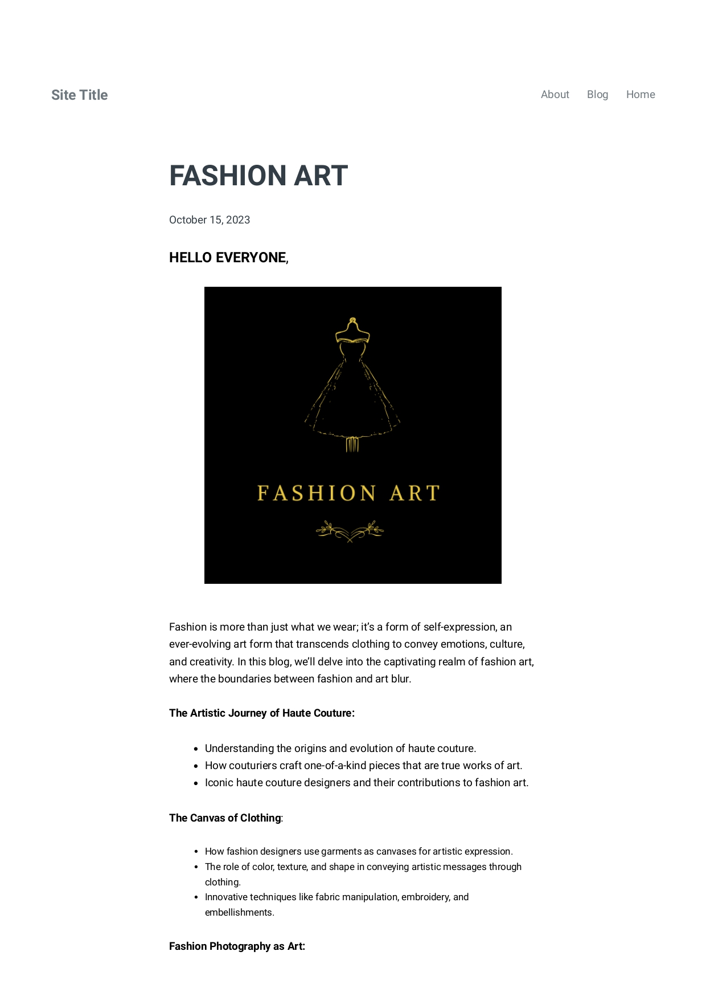 Site Title
About Blog Home
FASHION ART
October 15, 2023
HELLO EVERYONE,
FASHION ART
Fashion is more than just what we wear; it’s a form of self-expression, an
ever-evolving art form that transcends clothing to convey emotions, culture,
and creativity. In this blog, we’ll delve into the captivating realm of fashion art,
where the boundaries between fashion and art blur.
The Artistic Journey of Haute Couture:
• Understanding the origins and evolution of haute couture.
• How couturiers craft one-of-a-kind pieces that are true works of art.
• Iconic haute couture designers and their contributions to fashion art.
The Canvas of Clothing:
• How fashion designers use garments as canvases for artistic expression.
• The role of color, texture, and shape in conveying artistic messages through
clothing.
• Innovative techniques like fabric manipulation, embroidery, and
embellishments.
Fashion Photography as Art: